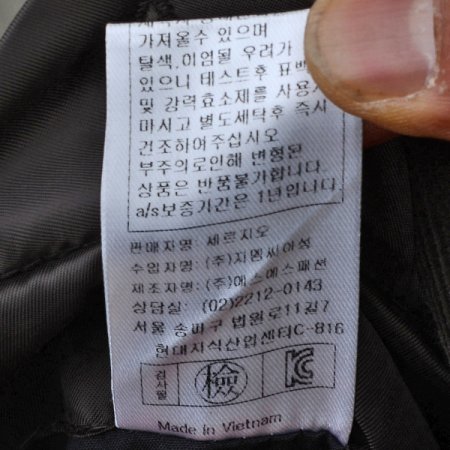 가져올수 있으며
탈색,이염될 우려가
있으니 테스트후 표백
및 강력효소제를 사용
마시고 별도세탁후 즉시
건조하여주십시오
부주의로인해 변형된
상품은 반품불가합니다.
a/s보증기간은 1년입니다.
판매자명: 세르지오
수입자명: (주)지엠씨이성
제조자명: (주)에스에스패션
상담실: (02)2212-0143
서울 송파구 법원로11길7
현대지식산업센터C-816
검사필 檢 KC
Made in Vietnam